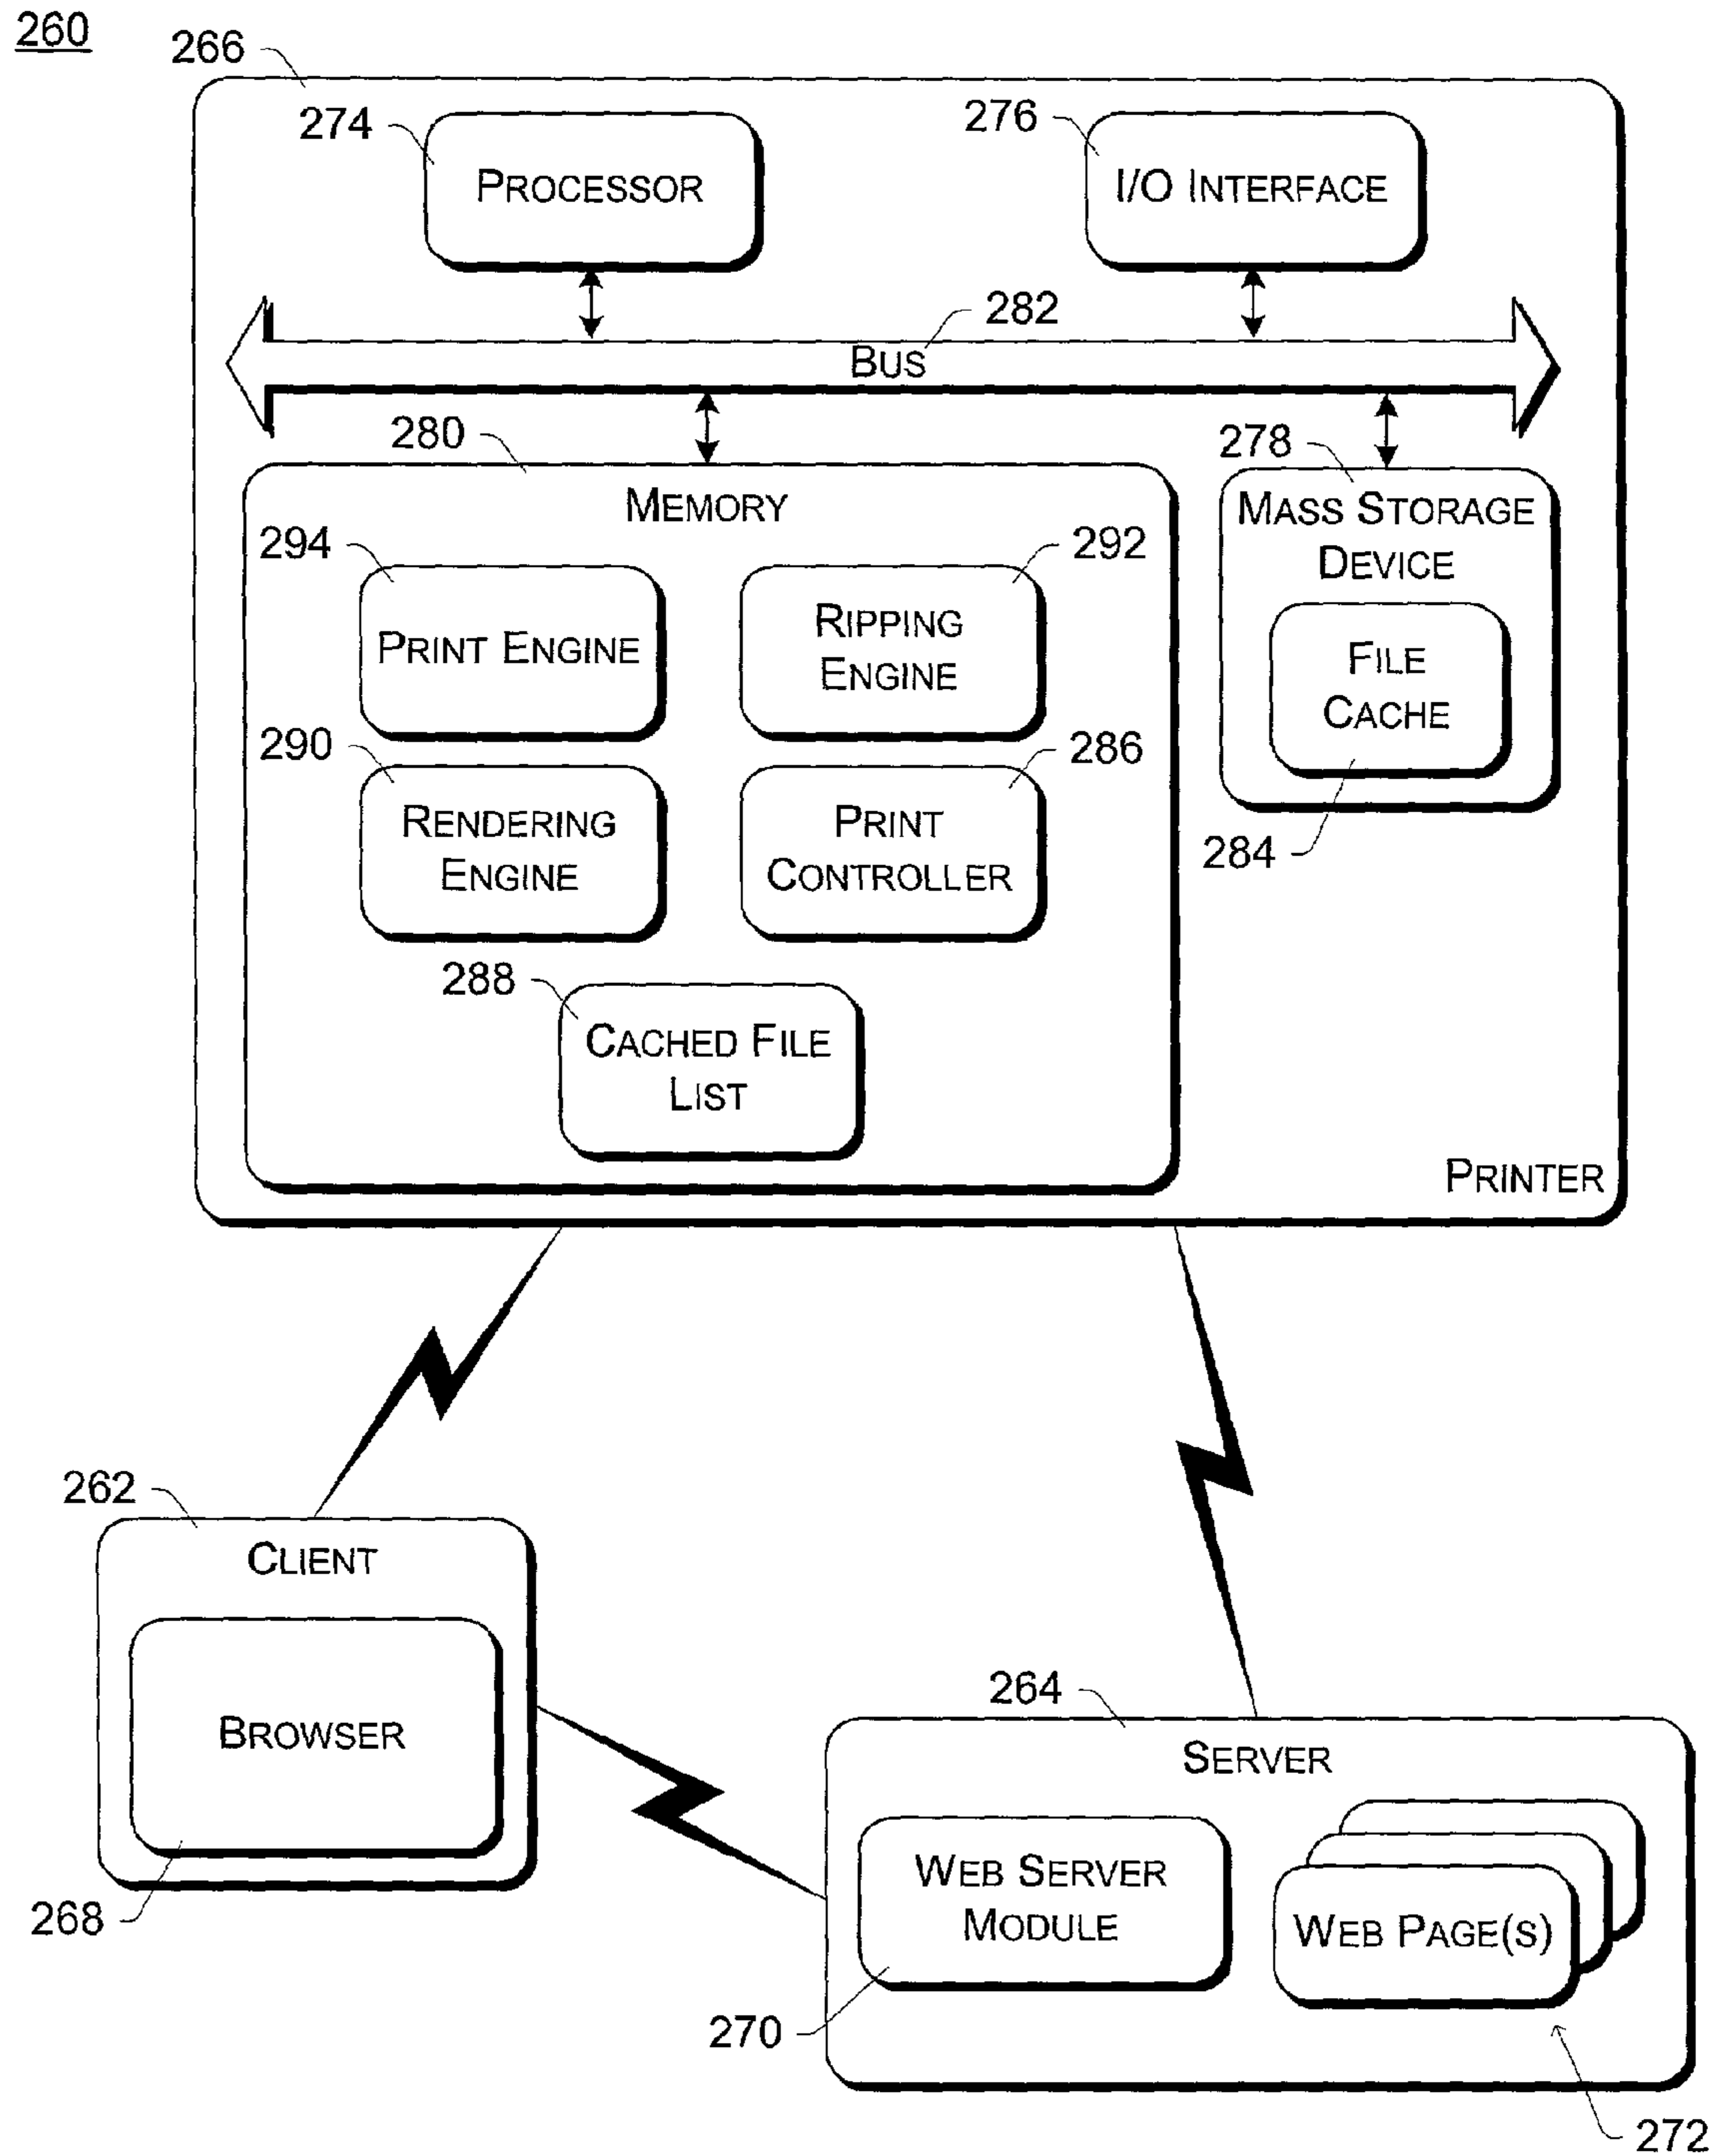 260
266
274
PROCESSOR
276
I/O INTERFACE
282
BUS
280
MEMORY
278
MASS STORAGE
DEVICE
294
PRINT ENGINE
292
RIPPING
ENGINE
FILE
CACHE
284
290
RENDERING
ENGINE
286
PRINT
CONTROLLER
288
CACHED FILE
LIST
PRINTER
262
CLIENT
BROWSER
268
264
SERVER
WEB SERVER
MODULE
270
WEB PAGE(S)
272